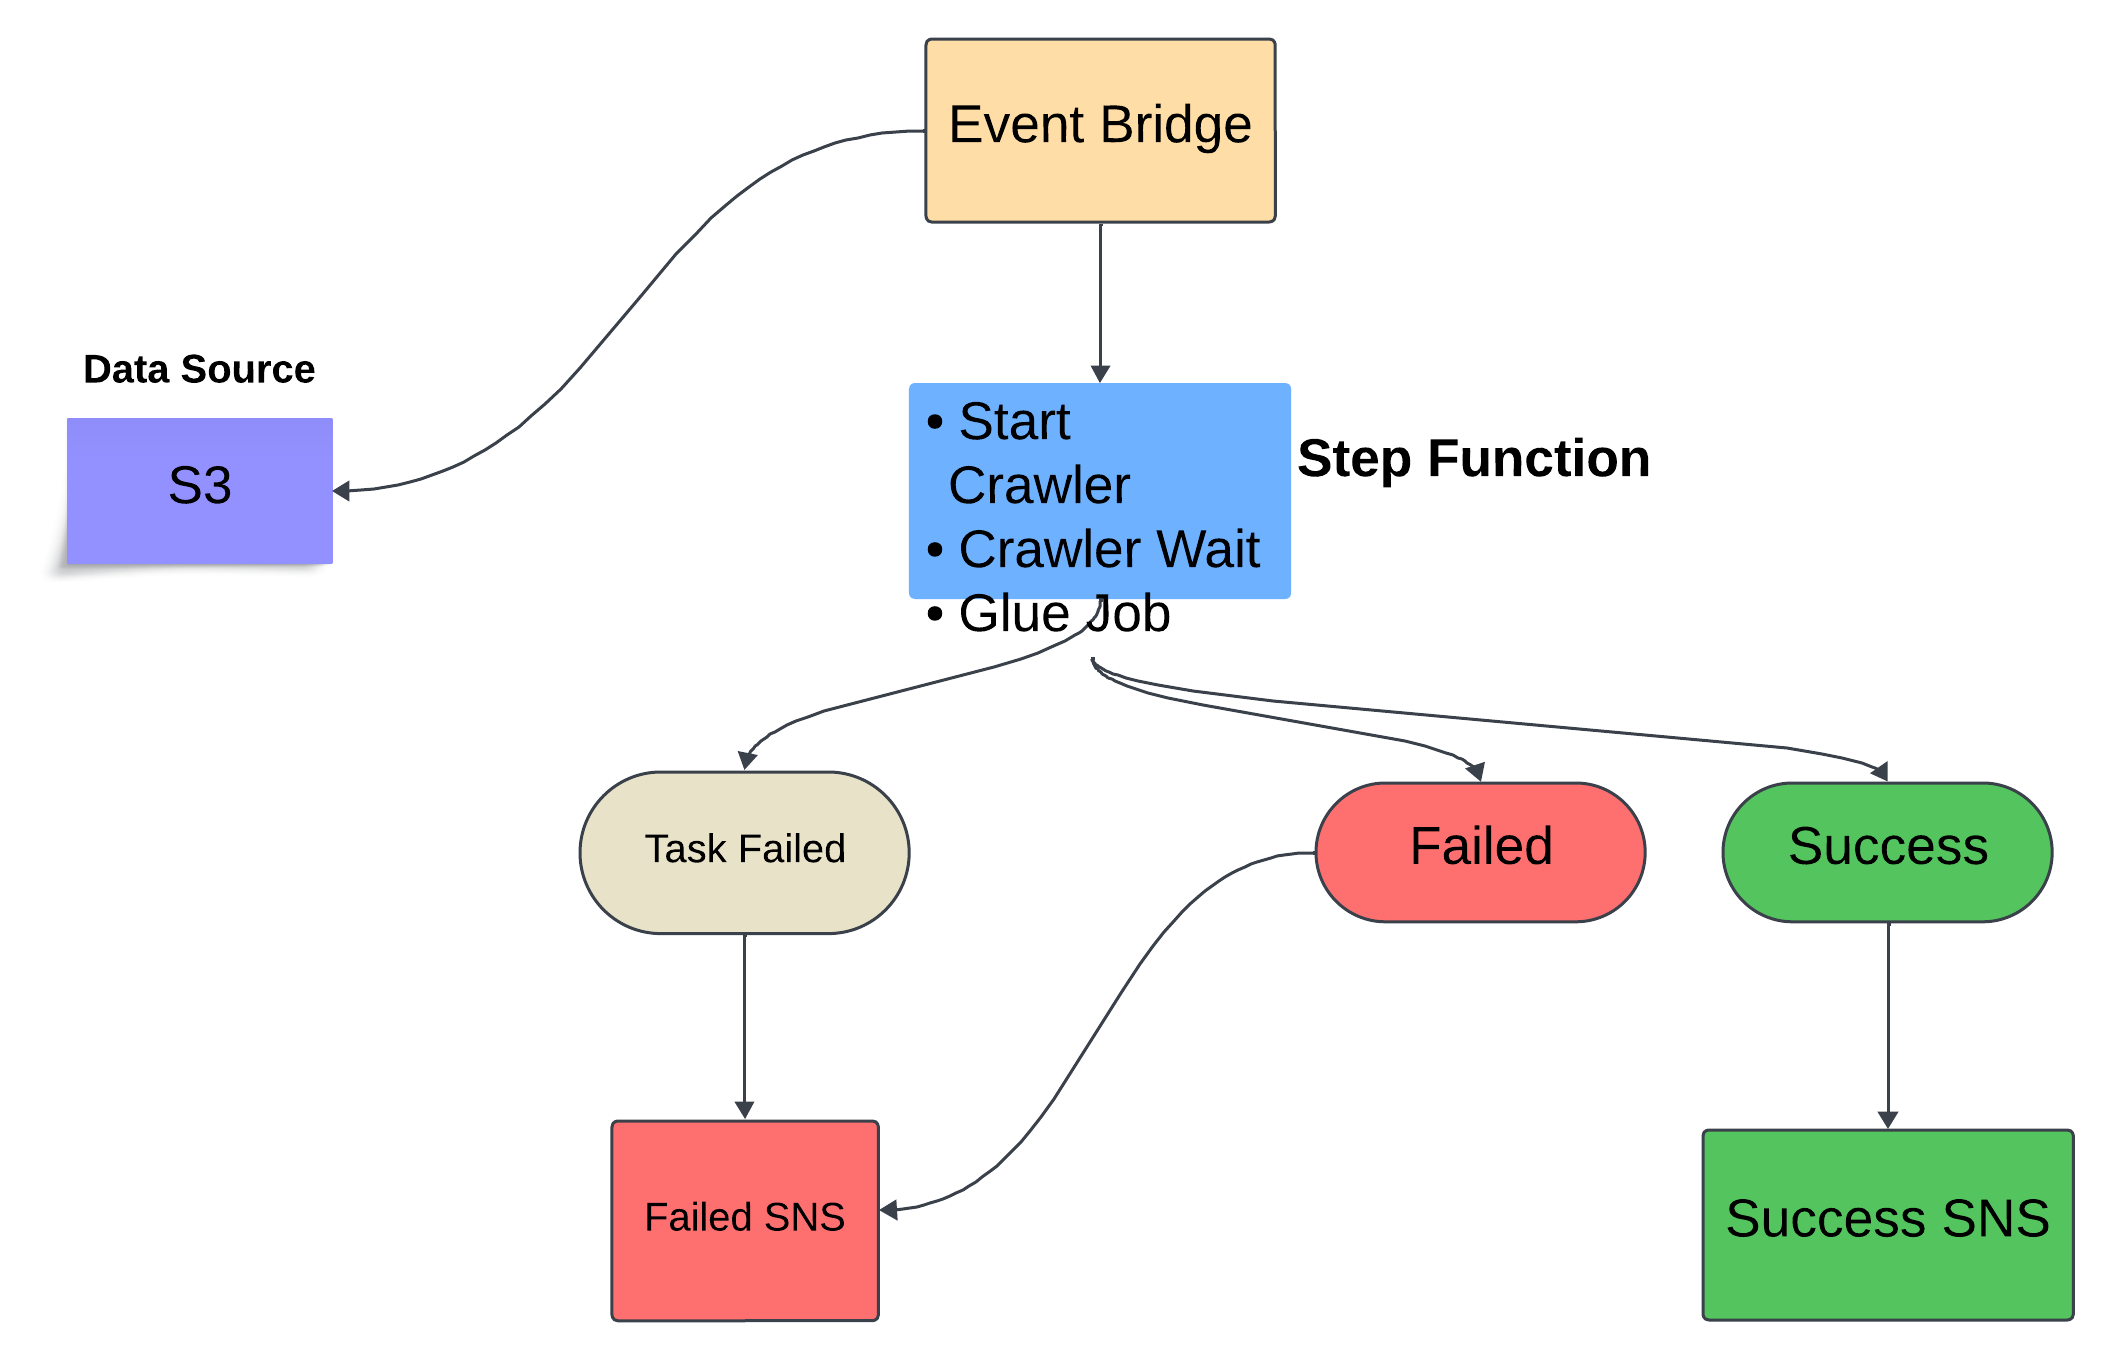 Event Bridge
Data Source
S3
• Start
Crawler
• Crawler Wait
• Glue Job
Step Function
Task Failed
Failed
Success
Failed SNS
Success SNS